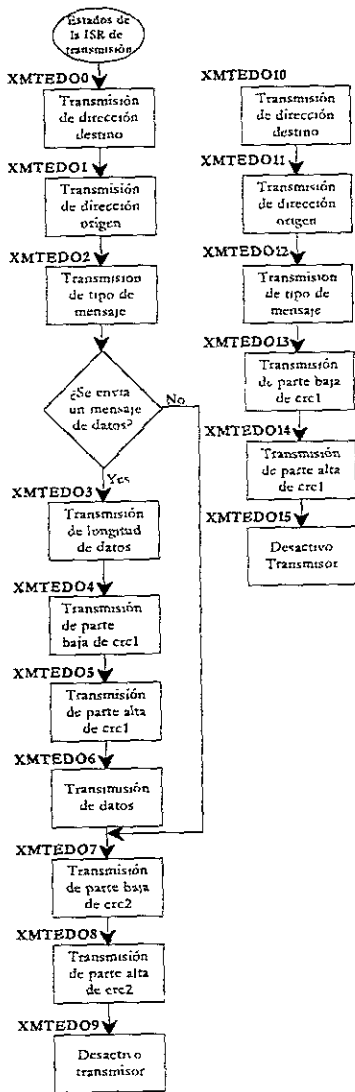 Estados de
la ISR de
transmisión
XMTEDO0
Transmisión
de dirección
destino
XMTEDO1
Transmisión
de dirección
origen
XMTEDO2
Transmision
de tipo de
mensaje
¿Se envia
un mensaje
de datos?
No
Yes
XMTEDO3
Transmisión
de longitud
de datos
XMTEDO4
Transmisión
de parte
baja de crc1
XMTEDO5
Transmisión
de parte alta
de crc1
XMTEDO6
Transmisión
de datos
XMTEDO7
Transmisión
de parte baja
de crc2
XMTEDO8
Transmisión
de parte alta
de crc2
XMTEDO9
Desactivo
transmisor
XMTEDO10
Transmisión
de dirección
destino
XMTEDO11
Transmisión
de dirección
origen
XMTEDO12
Transmision
de tipo de
mensaje
XMTEDO13
Transmisión
de parte baja
de crc1
XMTEDO14
Transmisión
de parte alta
de crc1
XMTEDO15
Desactivo
Transmisor